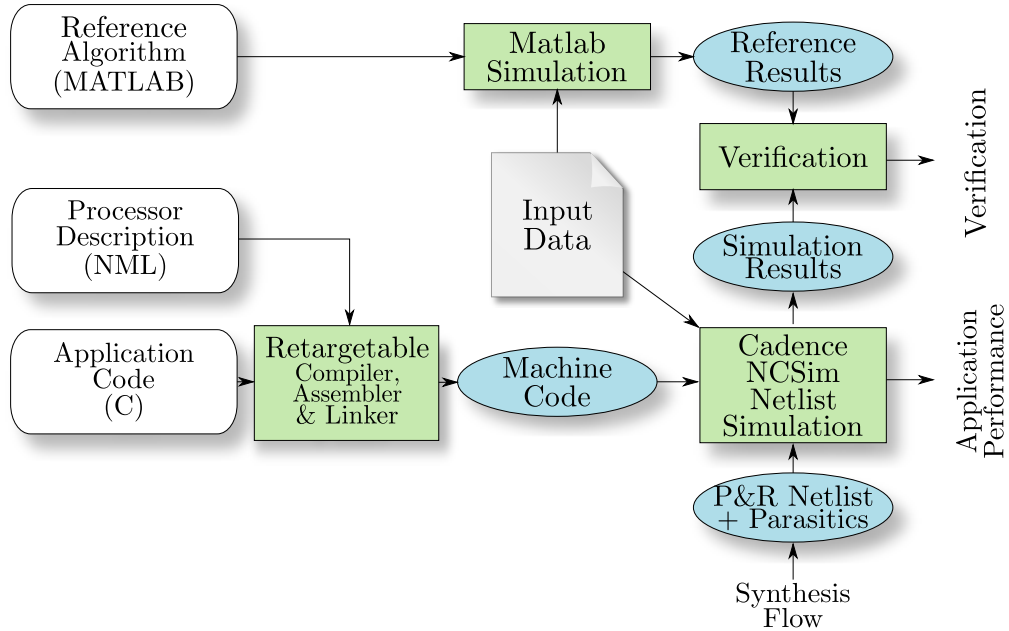 Reference
Algorithm
(MATLAB)
Matlab
Simulation
Reference
Results
Verification
Verification
Processor
Description
(NML)
Input
Data
Simulation
Results
Application
Code
(C)
Retargetable
Compiler,
Assembler
& Linker
Machine
Code
Cadence
NCSim
Netlist
Simulation
Application
Performance
P&R Netlist
+ Parasitics
Synthesis
Flow